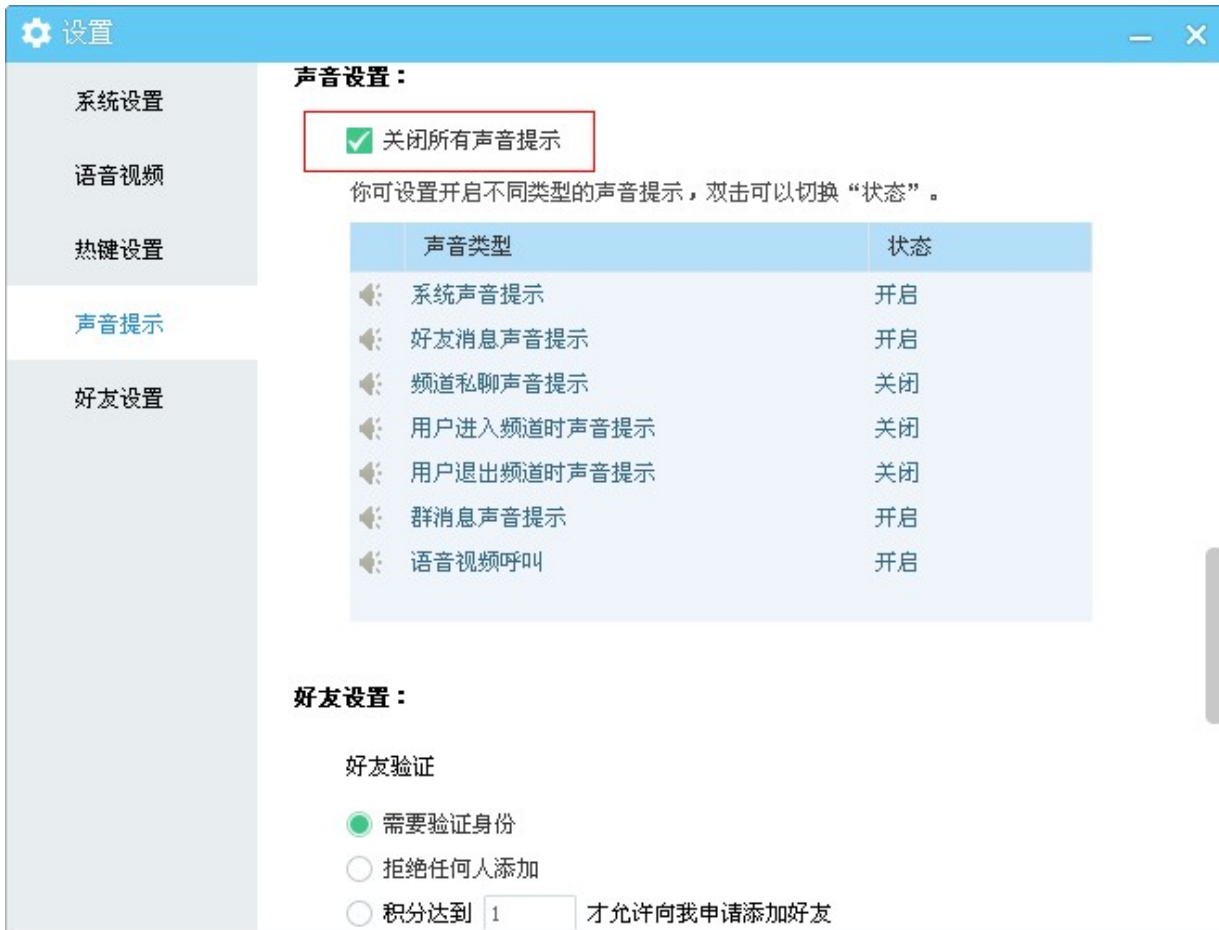 设置
系统设置
语音视频
热键设置
声音提示
好友设置
声音设置：
关闭所有声音提示
你可设置开启不同类型的声音提示，双击可以切换“状态”。
声音类型 状态
系统声音提示 开启
好友消息声音提示 开启
频道私聊声音提示 关闭
用户进入频道时声音提示 关闭
用户退出频道时声音提示 关闭
群消息声音提示 开启
语音视频呼叫 开启
好友设置：
好友验证
需要验证身份
拒绝任何人添加
积分达到 1 才允许向我申请添加好友